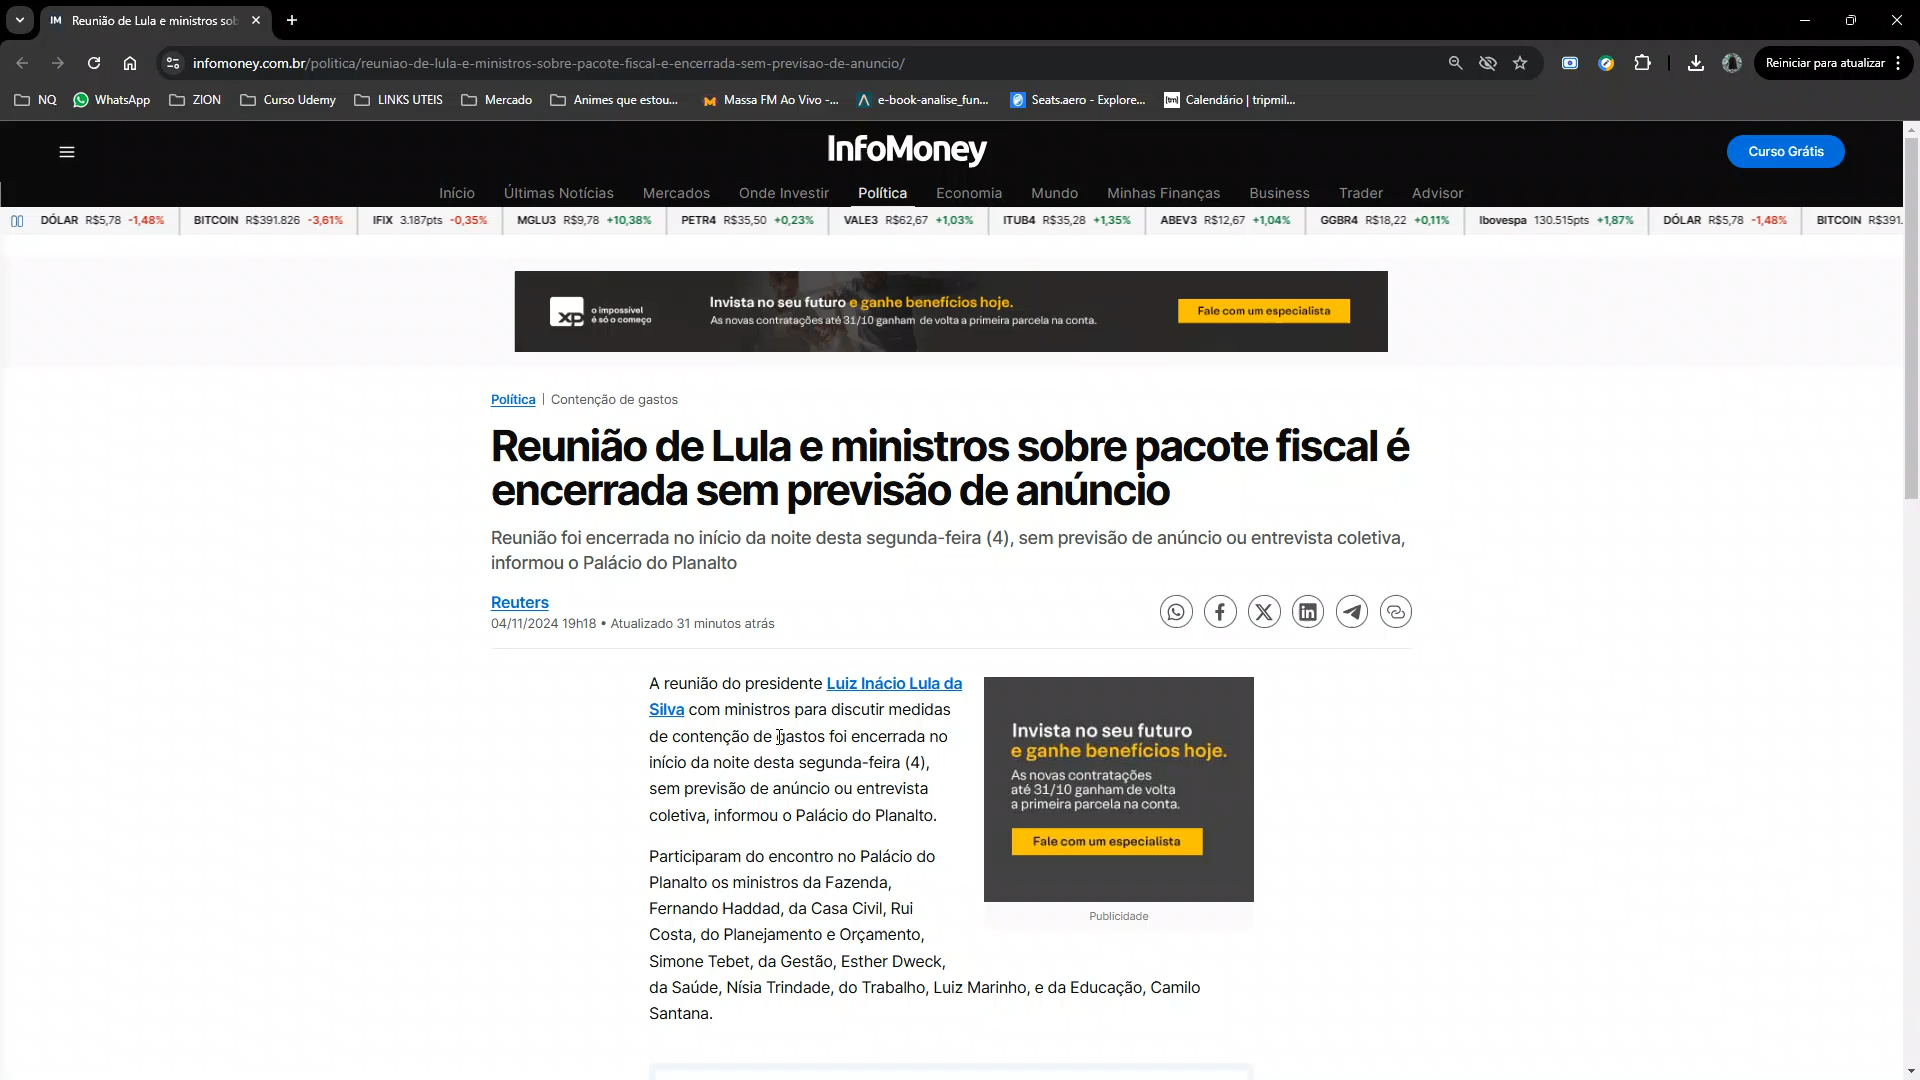 IM Reunião de Lula e ministros sob
infomoney.com.br/politica/reuniao-de-lula-e-ministros-sobre-pacote-fiscal-e-encerrada-sem-previsao-de-anuncio/
Reiniciar para atualizar
NQ WhatsApp ZION Curso Udemy LINKS UTEIS Mercado Animes que estou... Massa FM Ao Vivo -... e-book-analise_fun... Seats.aero - Explore... Calendário | tripmil...
InfoMoney
Curso Grátis
Início Últimas Notícias Mercados Onde Investir Política Economia Mundo Minhas Finanças Business Trader Advisor
DÓLAR R$5,78 -1,48% BITCOIN R$391.826 -3,61% IFIX 3.187pts -0,35% MGLU3 R$9,78 +10,38% PETR4 R$35,50 +0,23% VALE3 R$62,67 +1,03% ITUB4 R$35,28 +1,35% ABEV3 R$12,67 +1,04% GGBR4 R$18,22 +0,11% Ibovespa 130.515pts +1,87% DÓLAR R$5,78 -1,48% BITCOIN R$391.
xp o impossível
é só o começo
Invista no seu futuro e ganhe benefícios hoje.
As novas contratações até 31/10 ganham de volta a primeira parcela na conta.
Fale com um especialista
Política | Contenção de gastos
Reunião de Lula e ministros sobre pacote fiscal é
encerrada sem previsão de anúncio
Reunião foi encerrada no início da noite desta segunda-feira (4), sem previsão de anúncio ou entrevista coletiva,
informou o Palácio do Planalto
Reuters
04/11/2024 19h18 • Atualizado 31 minutos atrás
A reunião do presidente Luiz Inácio Lula da
Silva com ministros para discutir medidas
de contenção de gastos foi encerrada no
início da noite desta segunda-feira (4),
sem previsão de anúncio ou entrevista
coletiva, informou o Palácio do Planalto.
Participaram do encontro no Palácio do
Planalto os ministros da Fazenda,
Fernando Haddad, da Casa Civil, Rui
Costa, do Planejamento e Orçamento,
Simone Tebet, da Gestão, Esther Dweck,
da Saúde, Nísia Trindade, do Trabalho, Luiz Marinho, e da Educação, Camilo
Santana.
Invista no seu futuro
e ganhe benefícios hoje.
As novas contratações
até 31/10 ganham de volta
a primeira parcela na conta.
Fale com um especialista
Publicidade